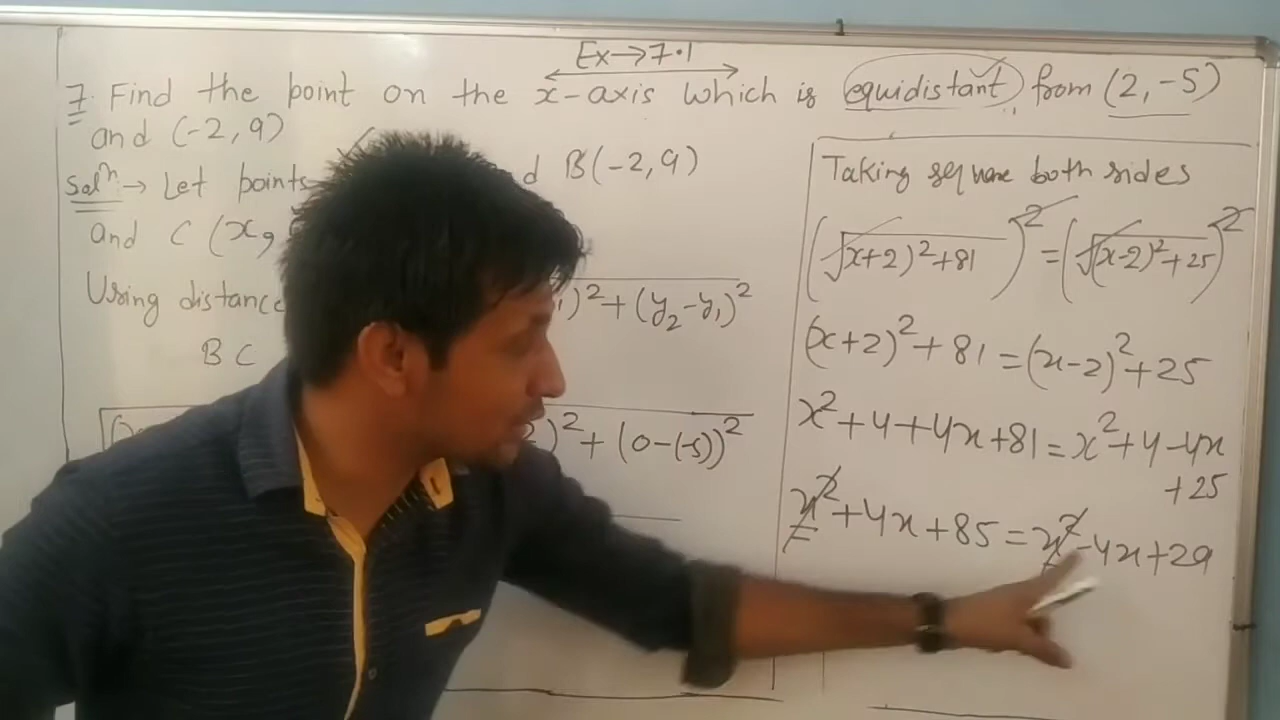 Ex→7.1
7. Find the point on the x-axis which is equidistant from (2, -5)
and (-2, 9)
Solⁿ.→ Let points d B(-2, 9)
and C (x,
Using distance )²+(y₂-y₁)²
BC
)²+(0-(-5))²
Taking square both sides
(√(x+2)²+81)²=(√(x-2)²+25)²
(x+2)²+81=(x-2)²+25
x²+4+4x+81=x²+4-4x
+25
x²+4x+85=x²-4x+29